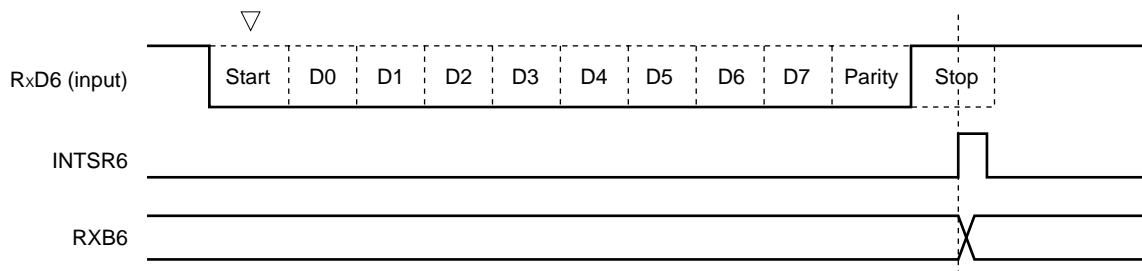 RxD6 (input) Start D0 D1 D2 D3 D4 D5 D6 D7 Parity Stop
INTSR6
RXB6